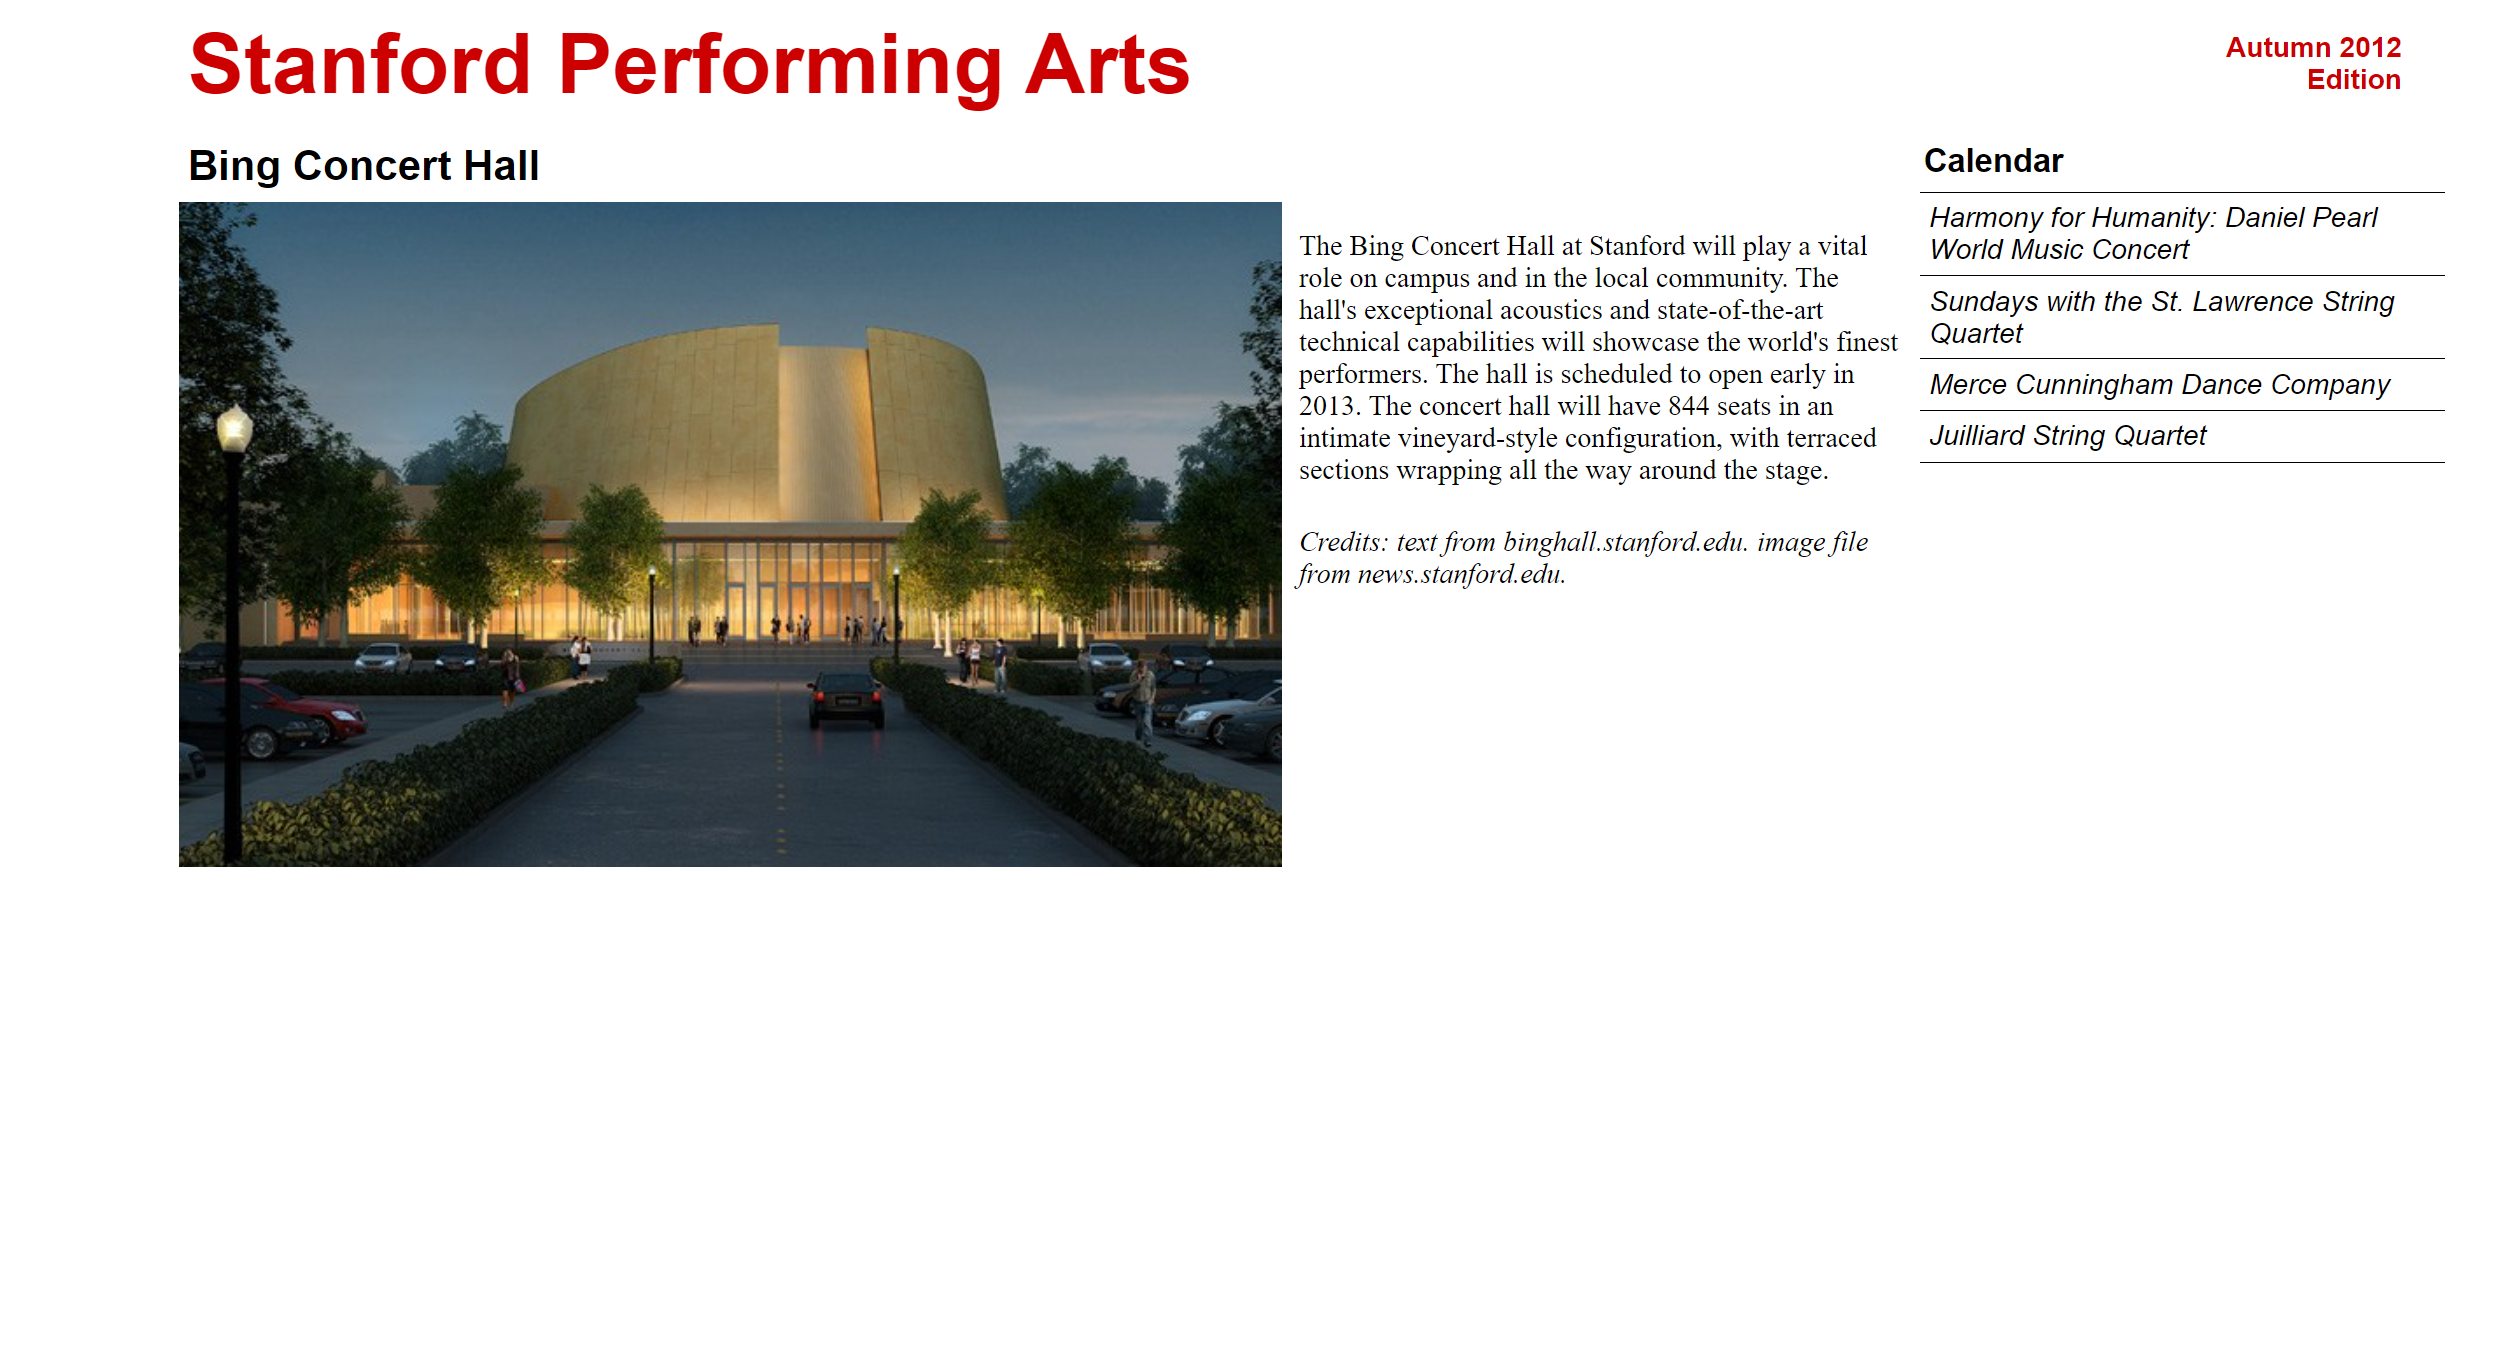 Stanford Performing Arts
Autumn 2012
Edition
Bing Concert Hall
The Bing Concert Hall at Stanford will play a vital
role on campus and in the local community. The
hall's exceptional acoustics and state-of-the-art
technical capabilities will showcase the world's finest
performers. The hall is scheduled to open early in
2013. The concert hall will have 844 seats in an
intimate vineyard-style configuration, with terraced
sections wrapping all the way around the stage.
Credits: text from binghall.stanford.edu. image file
from news.stanford.edu.
Calendar
Harmony for Humanity: Daniel Pearl
World Music Concert
Sundays with the St. Lawrence String
Quartet
Merce Cunningham Dance Company
Juilliard String Quartet